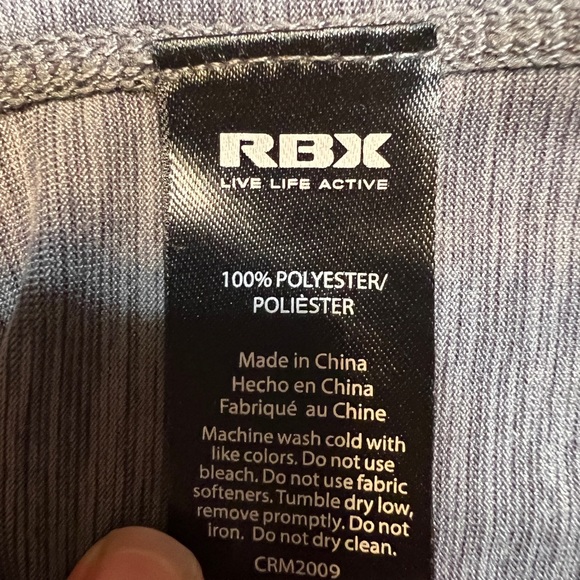 RBX
LIVE LIFE ACTIVE
100% POLYESTER/
POLIÈSTER
Made in China
Hecho en China
Fabriqué au Chine
Machine wash cold with
like colors. Do not use
bleach. Do not use fabric
softeners. Tumble dry low,
remove promptly. Do not
iron. Do not dry clean.
CRM2009